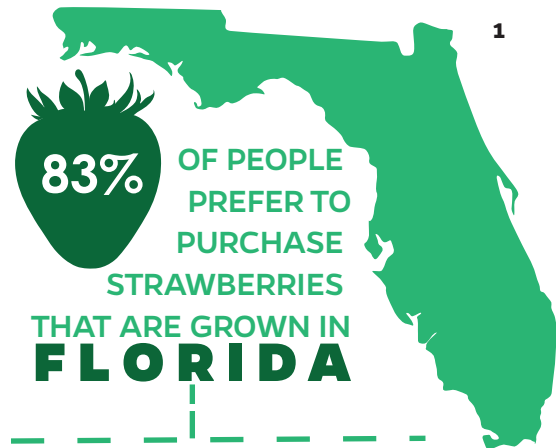 1
83%
OF PEOPLE
PREFER TO
PURCHASE
STRAWBERRIES
THAT ARE GROWN IN
FLORIDA